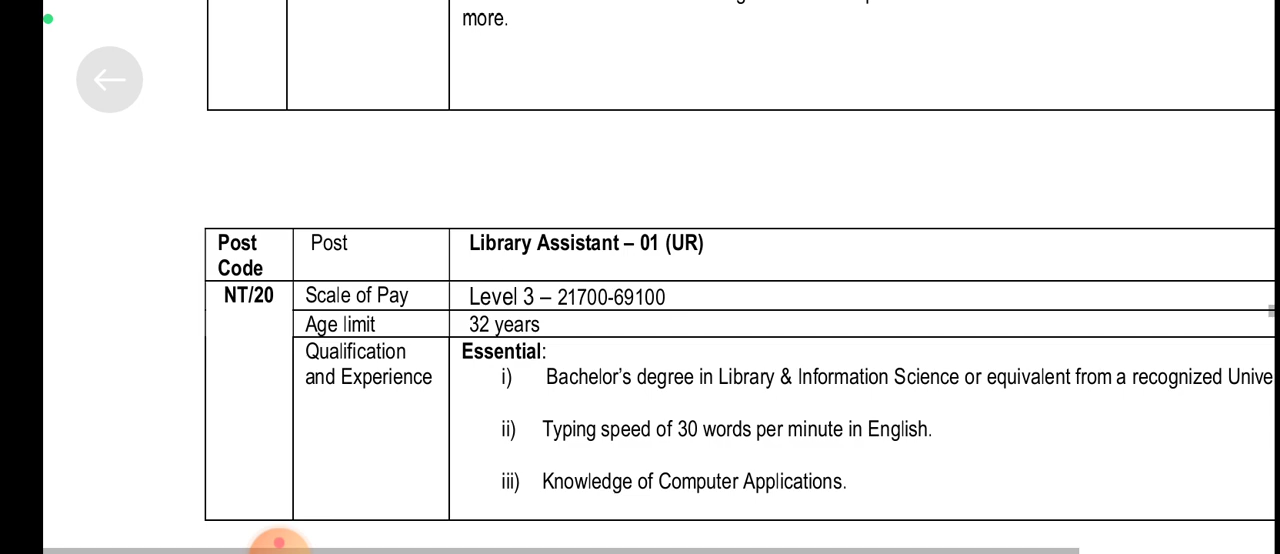 more.
Post Code
Post
Library Assistant – 01 (UR)
NT/20
Scale of Pay
Level 3 – 21700-69100
Age limit
32 years
Qualification and Experience
Essential:
i) Bachelor's degree in Library & Information Science or equivalent from a recognized
ii) Typing speed of 30 words per minute in English.
iii) Knowledge of Computer Applications.